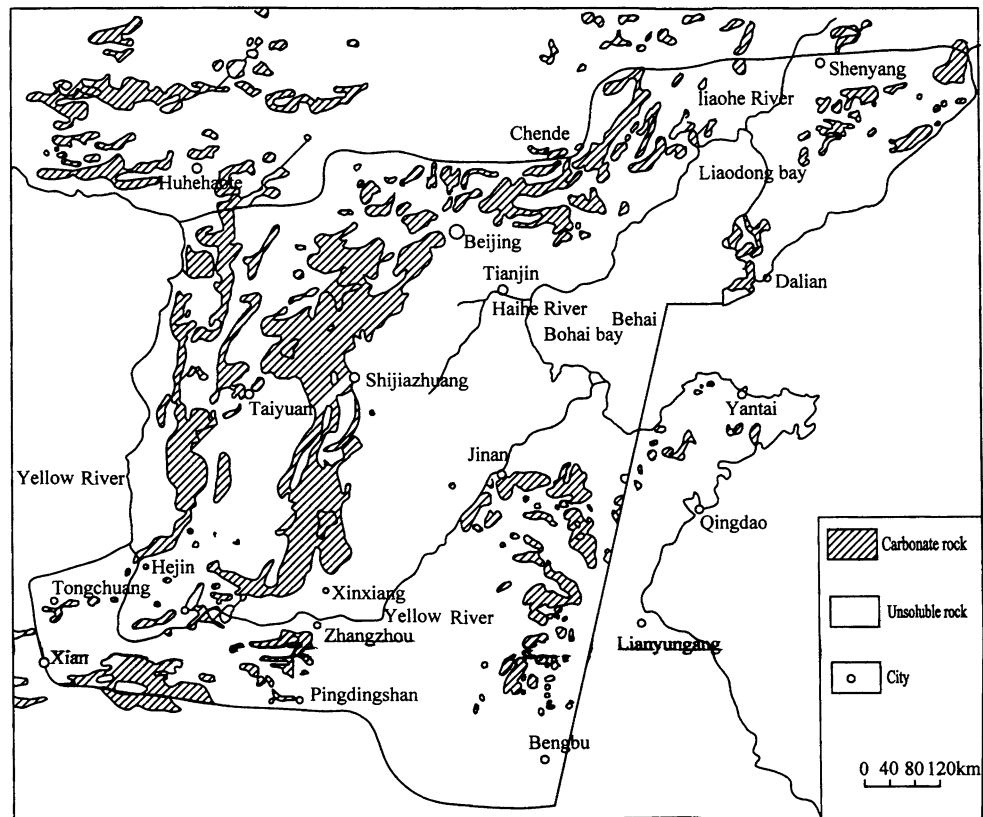 Shenyang
Iiaohe River
Chende
Liaodong bay
Huhehaote
Beijing
Tianjin
Dalian
Haihe River
Behai
Bohai bay
Shijiazhuang
Taiyuan
Yantai
Jinan
Yellow River
Qingdao
Carbonate rock
Hejin
Tongchuang
Xinxiang
Yellow River
Unsoluble rock
Zhangzhou
Lianyungang
Xian
City
Pingdingshan
Bengbu
0 40 80 120km